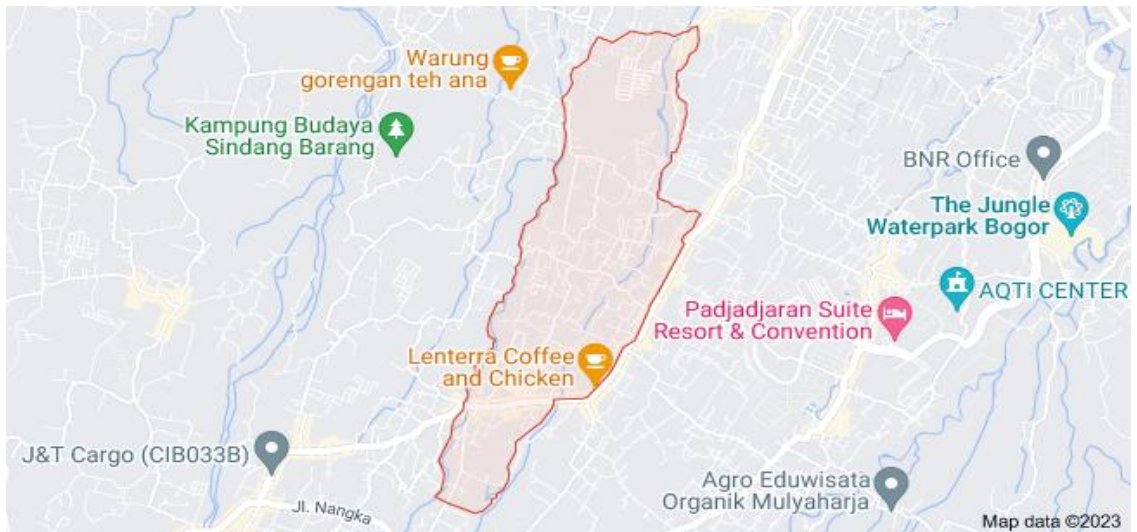 Warung
gorengan teh ana
Kampung Budaya
Sindang Barang
BNR Office
The Jungle
Waterpark Bogor
AQTI CENTER
Padjadjaran Suite
Resort & Convention
Lenterra Coffee
and Chicken
J&T Cargo (CIB033B)
Jl. Nangka
Agro Eduwisata
Organik Mulyaharja
Map data ©2023